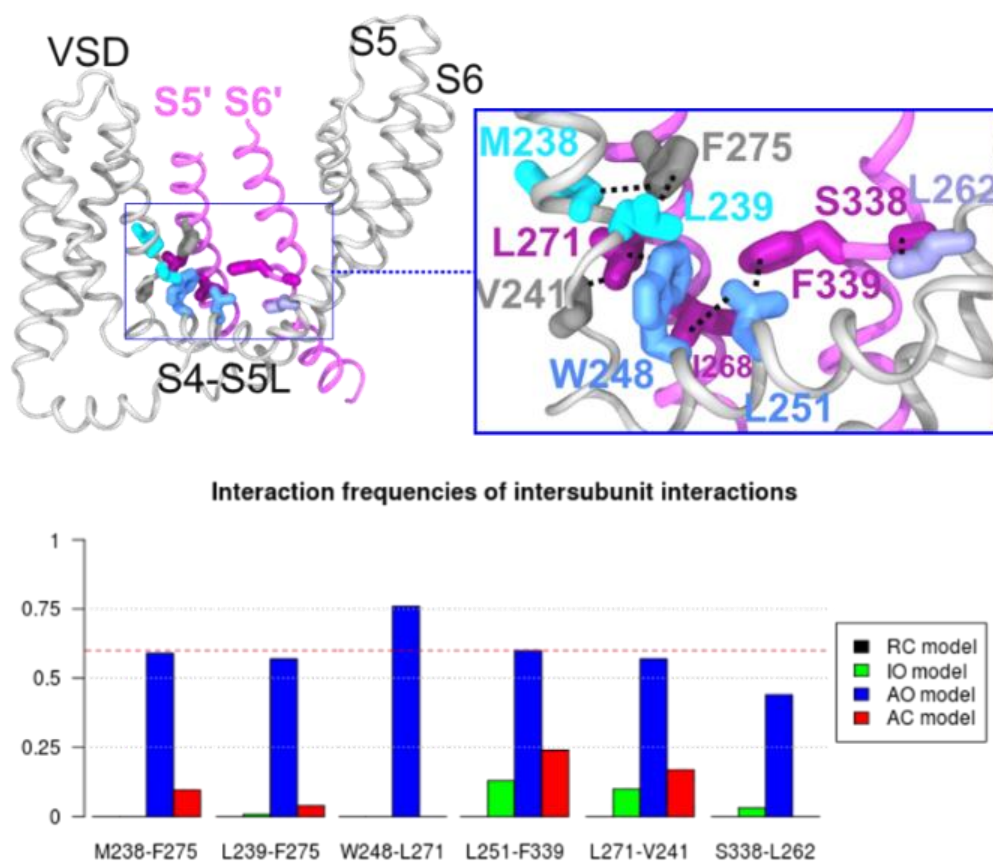 VSD
S5
S6
S5' S6'
S4-S5L
M238
F275
L239
S338
L262
L271
V241
F339
W248
I268
L251
Interaction frequencies of intersubunit interactions
1
0.75
0.5
0.25
0
RC model
IO model
AO model
AC model
M238-F275 L239-F275 W248-L271 L251-F339 L271-V241 S338-L262